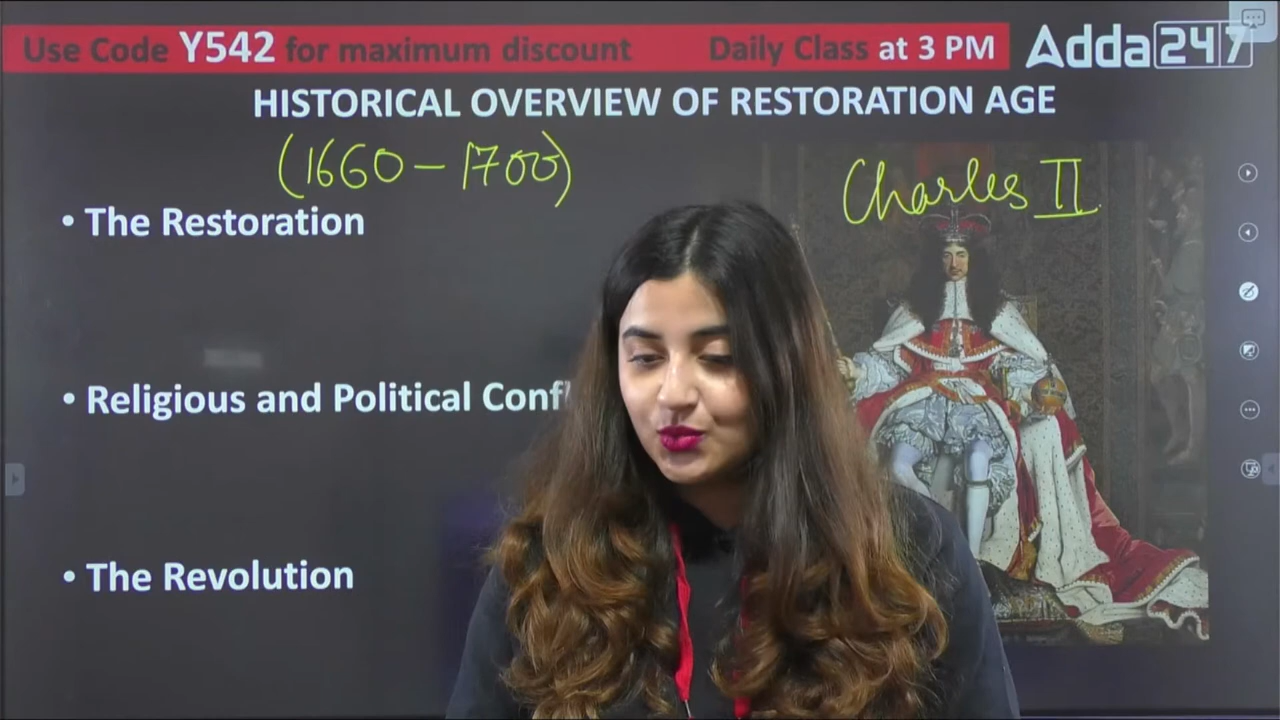 Use Code Y542 for maximum discount Daily Class at 3 PM Adda247
HISTORICAL OVERVIEW OF RESTORATION AGE
(1660-1700)
Charles II
• The Restoration
• Religious and Political Confl
• The Revolution